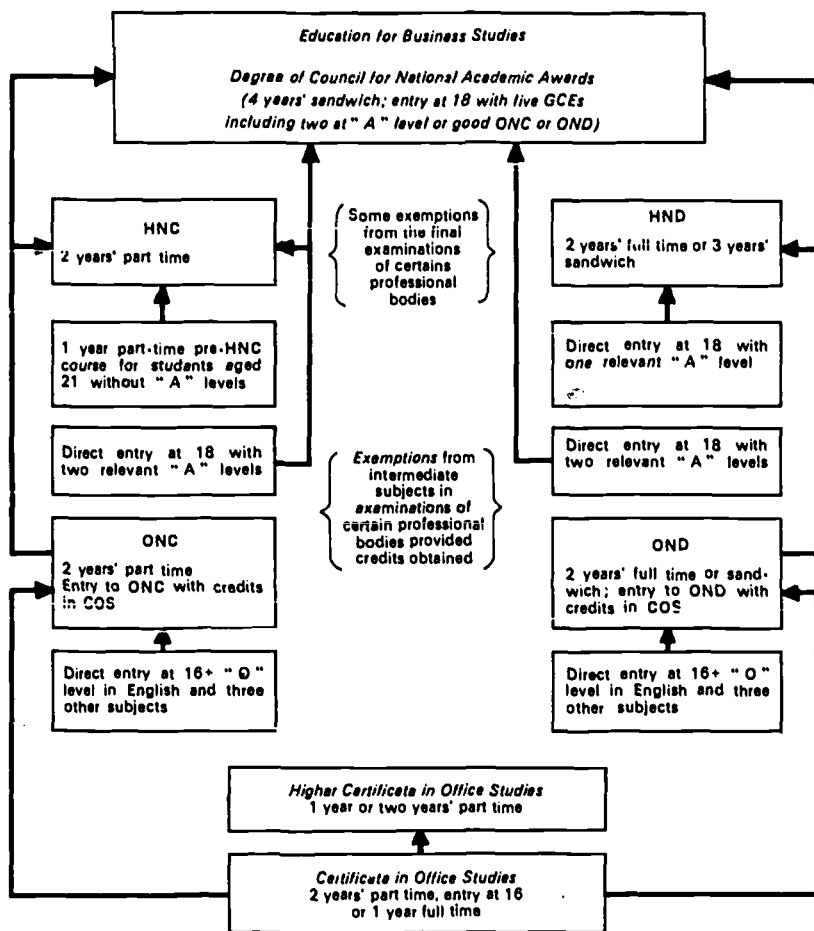 Education for Business Studies
Degree of Council for National Academic Awards
(4 years' sandwich; entry at 18 with live GCEs
including two at "A" level or good ONC or OND)
HNC
2 years' part time
Some exemptions
from the final
examinations
of certains
professional
bodies
HND
2 years' full time or 3 years'
sandwich
1 year part-time pre-HNC
course for students aged
21 without "A" levels
Direct entry at 18 with
one relevant "A" level
Direct entry at 18 with
two relevant "A" levels
Exemptions from
intermediate
subjects in
examinations of
certain professional
bodies provided
credits obtained
Direct entry at 18 with
two relevant "A" levels
ONC
2 years' part time
Entry to ONC with credits
in COS
OND
2 years' full time or sand-
wich; entry to OND with
credits in COS
Direct entry at 16+ "O"
level in English and three
other subjects
Direct entry at 16+ "O"
level in English and three
other subjects
Higher Certificate in Office Studies
1 year or two years' part time
Certificate in Office Studies
2 years' part time, entry at 16
or 1 year full time